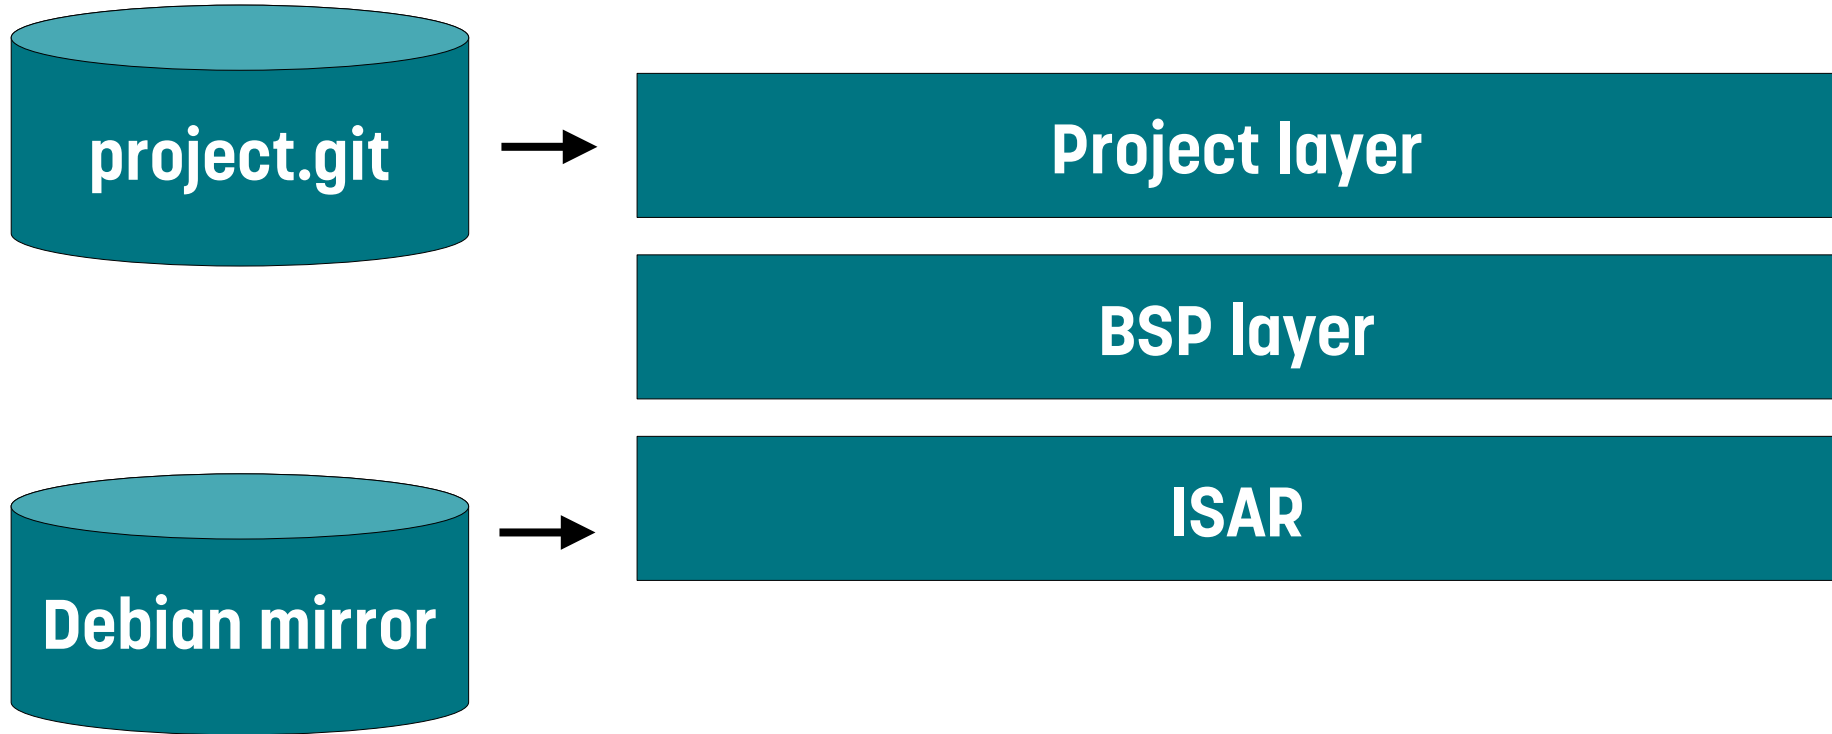 project.git
Project layer
BSP layer
ISAR
Debian mirror